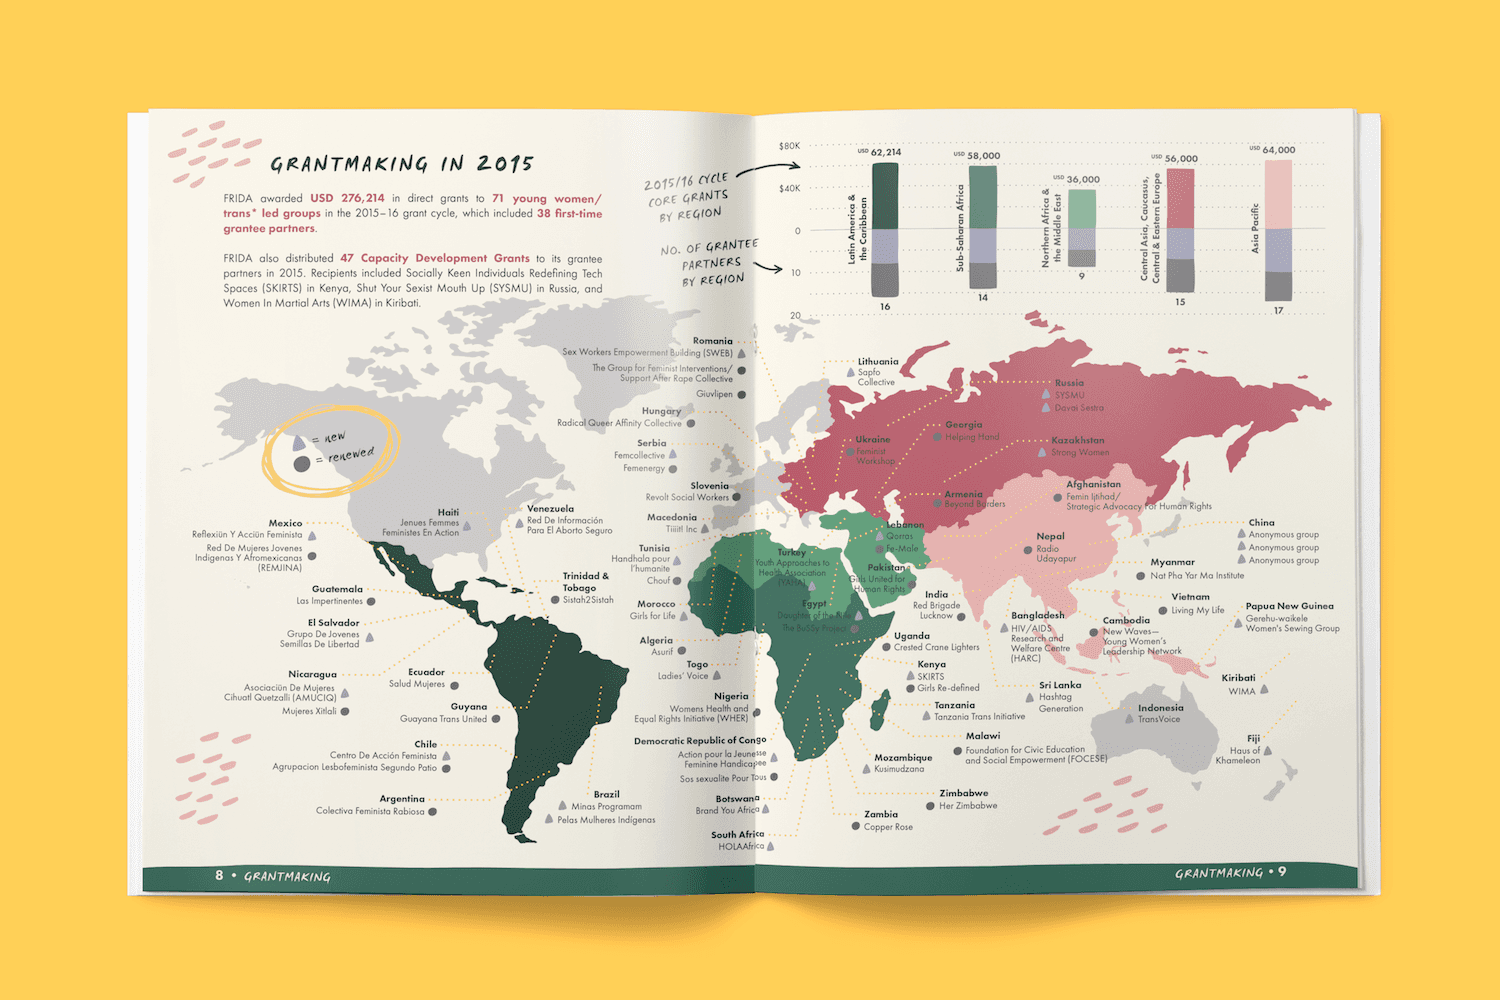 GRANTMAKING IN 2015
FRIDA awarded USD 276,214 in direct grants to 71 young women/
trans* led groups in the 2015–16 grant cycle, which included 38 first-time
grantee partners.
FRIDA also distributed 47 Capacity Development Grants to its grantee
partners in 2015. Recipients included Socially Keen Individuals Redefining Tech
Spaces (SKIRTS) in Kenya, Shut Your Sexist Mouth Up (SYSMU) in Russia, and
Women In Martial Arts (WIMA) in Kiribati.
= new
= renewed
Mexico
Reflexiün Y Acciün Feminista
Red De Mujeres Jovenes
Indigenas Y Afromexicanas
(REMJINA)
Guatemala
Las Impertinentes
El Salvador
Grupo De Jovenes
Semillas De Libertad
Nicaragua
Asociaciün De Mujeres
Cihuatl Quetzalli (AMUCIQ)
Mujeres Xitlali
Haiti
Jenues Femmes
Feministes En Action
Venezuela
Red De Información
Para El Aborto Seguro
Trinidad &
Tobago
Sistah2Sistah
Ecuador
Salud Mujeres
Guyana
Guayana Trans United
Chile
Centro De Acción Feminista
Agrupacion Lesbofeminista Segundo Patio
Argentina
Colectiva Feminista Rabiosa
Brazil
Minas Programam
Pelas Mulheres Indígenas
Romania
Sex Workers Empowerment Building (SWEB)
The Group for Feminist Interventions/
Support After Rape Collective
Giuvlipen
Hungary
Radical Queer Affinity Collective
Serbia
Femcollective
Femenergy
Slovenia
Revolt Social Workers
Macedonia
Tiiiit! Inc
Tunisia
Handhala pour
l'humanite
Chouf
Morocco
Girls for Life
Algeria
Asurif
Togo
Ladies' Voice
Nigeria
Womens Health and
Equal Rights Initiative (WHER)
Democratic Republic of Congo
Action pour la Jeunesse
Feminine Handicapee
Sos sexualite Pour Tous
Botswana
Brand You Africa
South Africa
HOLAAfrica
8 • GRANTMAKING
2015/16 CYCLE
CORE GRANTS
BY REGION
NO. OF GRANTEE
PARTNERS
BY REGION
$80K
$40K
0
10
20
USD 62,214
Latin America &
the Caribbean
16
USD 58,000
Sub-Saharan Africa
14
USD 36,000
Northern Africa &
the Middle East
9
USD 56,000
Central Asia, Caucasus,
Central & Eastern Europe
15
USD 64,000
Asia Pacific
17
Lithuania
Sapfo
Collective
Russia
SYSMU
Davai Sestra
Georgia
Helping Hand
Ukraine
Feminist
Workshop
Kazakhstan
Strong Women
Armenia
Beyond Borders
Afghanistan
Femin Ijtihad/
Strategic Advocacy For Human Rights
Lebanon
Qorras
Fe-Male
Turkey
Youth Approaches to
Health Association
(YAHA)
Pakistan
Girls United for
Human Rights
Egypt
Daughter of the Nile
The BuSSy Project
Nepal
Radio
Udayapur
China
Anonymous group
Anonymous group
Anonymous group
Myanmar
Nat Pha Yar Ma Institute
India
Red Brigade
Lucknow
Vietnam
Living My Life
Bangladesh
HIV/AIDS
Research and
Welfare Centre
(HARC)
Cambodia
New Waves—
Young Women's
Leadership Network
Papua New Guinea
Gerehu-waikele
Women's Sewing Group
Uganda
Crested Crane Lighters
Kenya
SKIRTS
Girls Re-defined
Tanzania
Tanzania Trans Initiative
Sri Lanka
Hashtag
Generation
Kiribati
WIMA
Indonesia
TransVoice
Malawi
Foundation for Civic Education
and Social Empowerment (FOCESE)
Fiji
Haus of
Khameleon
Mozambique
Kusimudzana
Zimbabwe
Her Zimbabwe
Zambia
Copper Rose
GRANTMAKING • 9